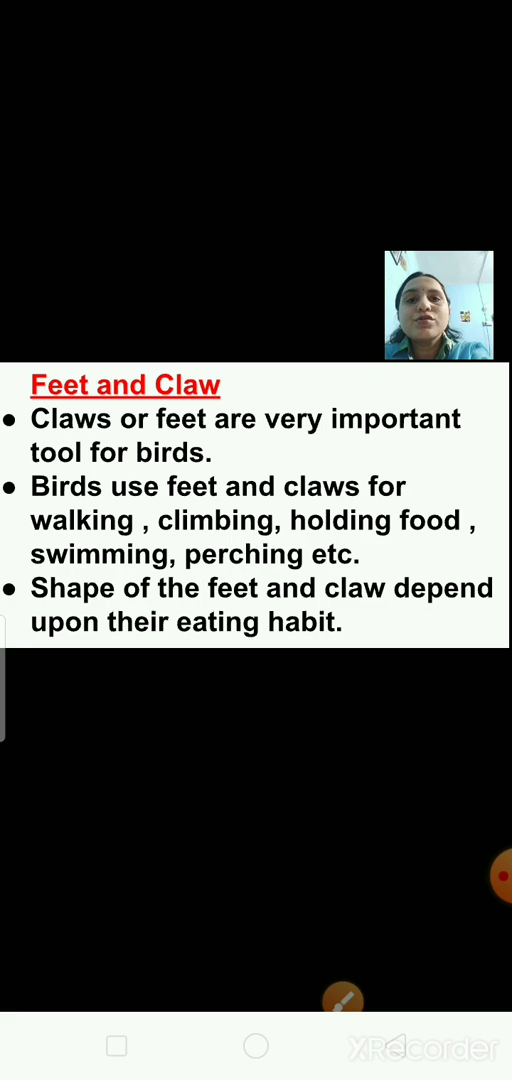 Feet and Claw
● Claws or feet are very important
tool for birds.
● Birds use feet and claws for
walking , climbing, holding food ,
swimming, perching etc.
● Shape of the feet and claw depend
upon their eating habit.
XRecorder